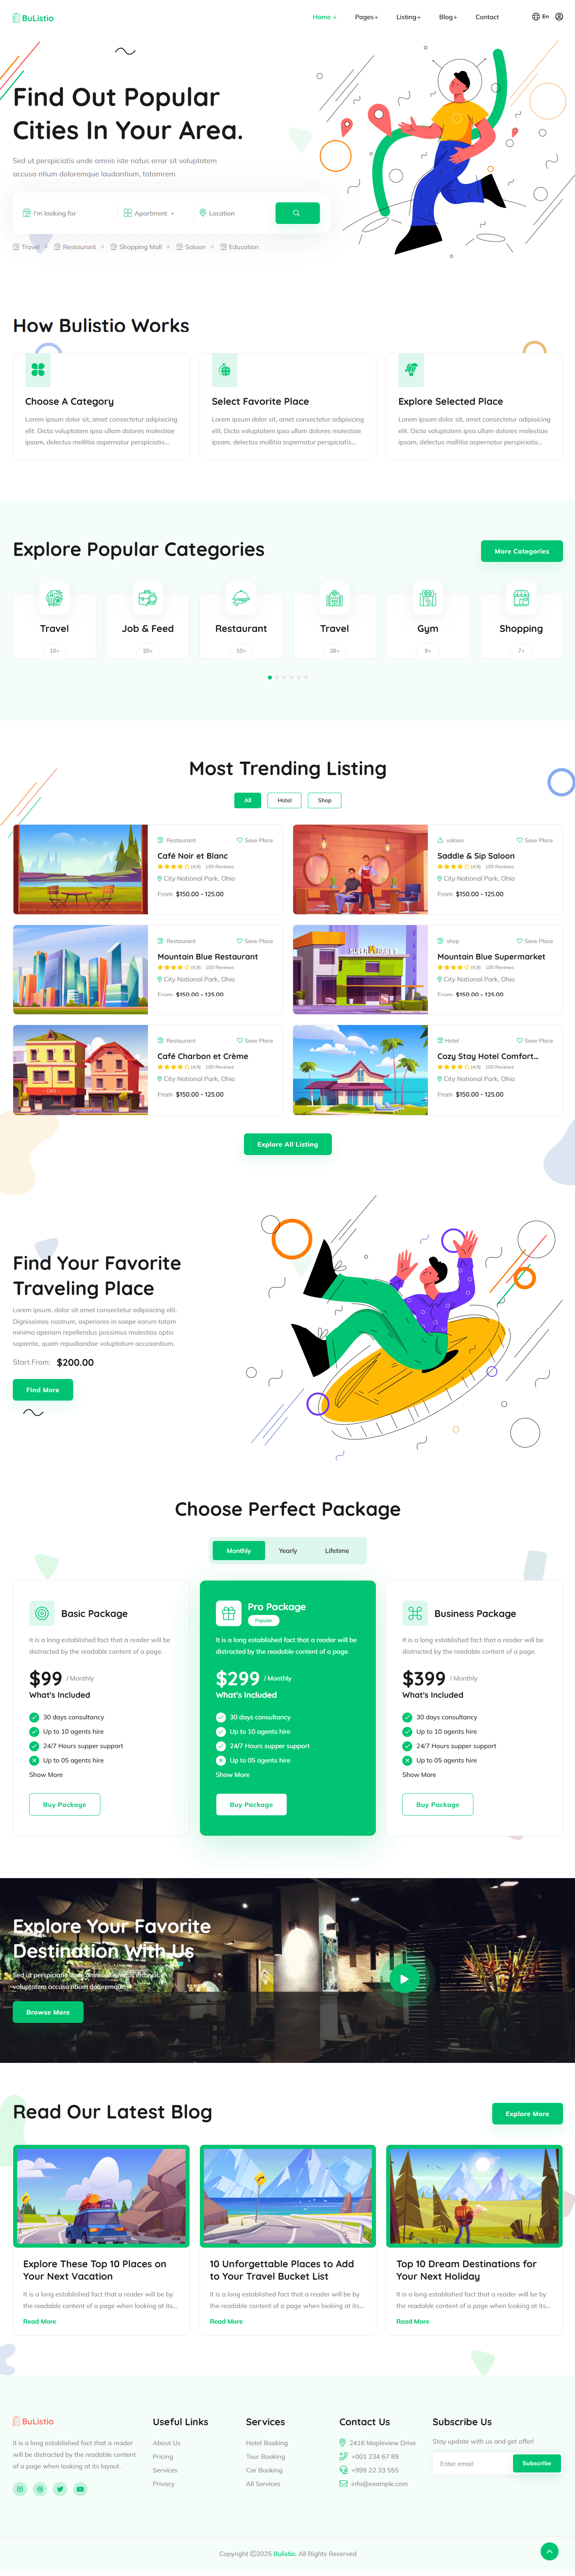 BuListio
Home +
Pages+
Listing+
Blog+
Contact
En
Find Out Popular
Cities In Your Area.
Sed ut perspiciatis unde omnis iste natus error sit voluptatem
accusa ntium doloremque laudantium, totamrem.
I'm looking for
Apartment
Location
Travel
Restaurant
Shopping Mall
Saloon
Education
How Bulistio Works
Choose A Category
Lorem ipsum dolor sit, amet consectetur adipisicing
elit. Dicta voluptatem ipsa ullam dolores molestiae
ipsam, delectus mollitia aspernatur perspiciatis...
Select Favorite Place
Lorem ipsum dolor sit, amet consectetur adipisicing
elit. Dicta voluptatem ipsa ullam dolores molestiae
ipsam, delectus mollitia aspernatur perspiciatis...
Explore Selected Place
Lorem ipsum dolor sit, amet consectetur adipisicing
elit. Dicta voluptatem ipsa ullam dolores molestiae
ipsam, delectus mollitia aspernatur perspiciatis...
Explore Popular Categories
More Categories
Travel
10+
Job & Feed
20+
Restaurant
10+
Travel
26+
Gym
9+
Shopping
7+
Most Trending Listing
All
Hotel
Shop
Restaurant
Save Place
Café Noir et Blanc
(4.9) 100 Reviews
City National Park, Ohio
From $150.00 - 125.00
saloon
Save Place
Saddle & Sip Saloon
(4.9) 100 Reviews
City National Park, Ohio
From $150.00 - 125.00
Restaurant
Save Place
Mountain Blue Restaurant
(4.9) 100 Reviews
City National Park, Ohio
From $150.00 - 125.00
SUPERMARKET
shop
Save Place
Mountain Blue Supermarket
(4.9) 100 Reviews
City National Park, Ohio
From $150.00 - 125.00
CAFE
Restaurant
Save Place
Café Charbon et Crème
(4.9) 100 Reviews
City National Park, Ohio
From $150.00 - 125.00
Hotel
Save Place
Cozy Stay Hotel Comfort...
(4.9) 100 Reviews
City National Park, Ohio
From $150.00 - 125.00
Explore All Listing
Find Your Favorite
Traveling Place
Lorem ipsum, dolor sit amet consectetur adipisicing elit.
Dignissimos nostrum, asperiores in saepe earum totam
minima aperiam repellendus possimus molestias optio
sapiente, quam repudiandae voluptatum accusantium.
Start From: $200.00
Find More
Choose Perfect Package
Monthly
Yearly
Lifetime
Basic Package
It is a long established fact that a reader will be
distracted by the readable content of a page.
$99 / Monthly
What's Included
30 days consultancy
Up to 10 agents hire
24/7 Hours supper support
Up to 05 agents hire
Show More
Buy Package
Pro Package
Popular
It is a long established fact that a reader will be
distracted by the readable content of a page.
$299 / Monthly
What's Included
30 days consultancy
Up to 10 agents hire
24/7 Hours supper support
Up to 05 agents hire
Show More
Buy Package
Business Package
It is a long established fact that a reader will be
distracted by the readable content of a page.
$399 / Monthly
What's Included
30 days consultancy
Up to 10 agents hire
24/7 Hours supper support
Up to 05 agents hire
Show More
Buy Package
Explore Your Favorite
Destination With Us
Sed ut perspiciatis unde omnis
voluptatem accusa ntium doloremque
Browse More
Read Our Latest Blog
Explore More
Explore These Top 10 Places on
Your Next Vacation
It is a long established fact that a reader will be by
the readable content of a page when looking at its...
Read More
10 Unforgettable Places to Add
to Your Travel Bucket List
It is a long established fact that a reader will be by
the readable content of a page when looking at its...
Read More
Top 10 Dream Destinations for
Your Next Holiday
It is a long established fact that a reader will be by
the readable content of a page when looking at its...
Read More
BuListio
It is a long established fact that a reader
will be distracted by the readable content
of a page when looking at its layout.
Useful Links
About Us
Pricing
Services
Privacy
Services
Hotel Booking
Tour Booking
Car Booking
All Services
Contact Us
2416 Mapleview Drive
+001 234 67 89
+999 22 33 555
info@example.com
Subscribe Us
Stay update with us and get offer!
Enter email
Subscribe
Copyright ©2025 Bulistio. All Rights Reserved